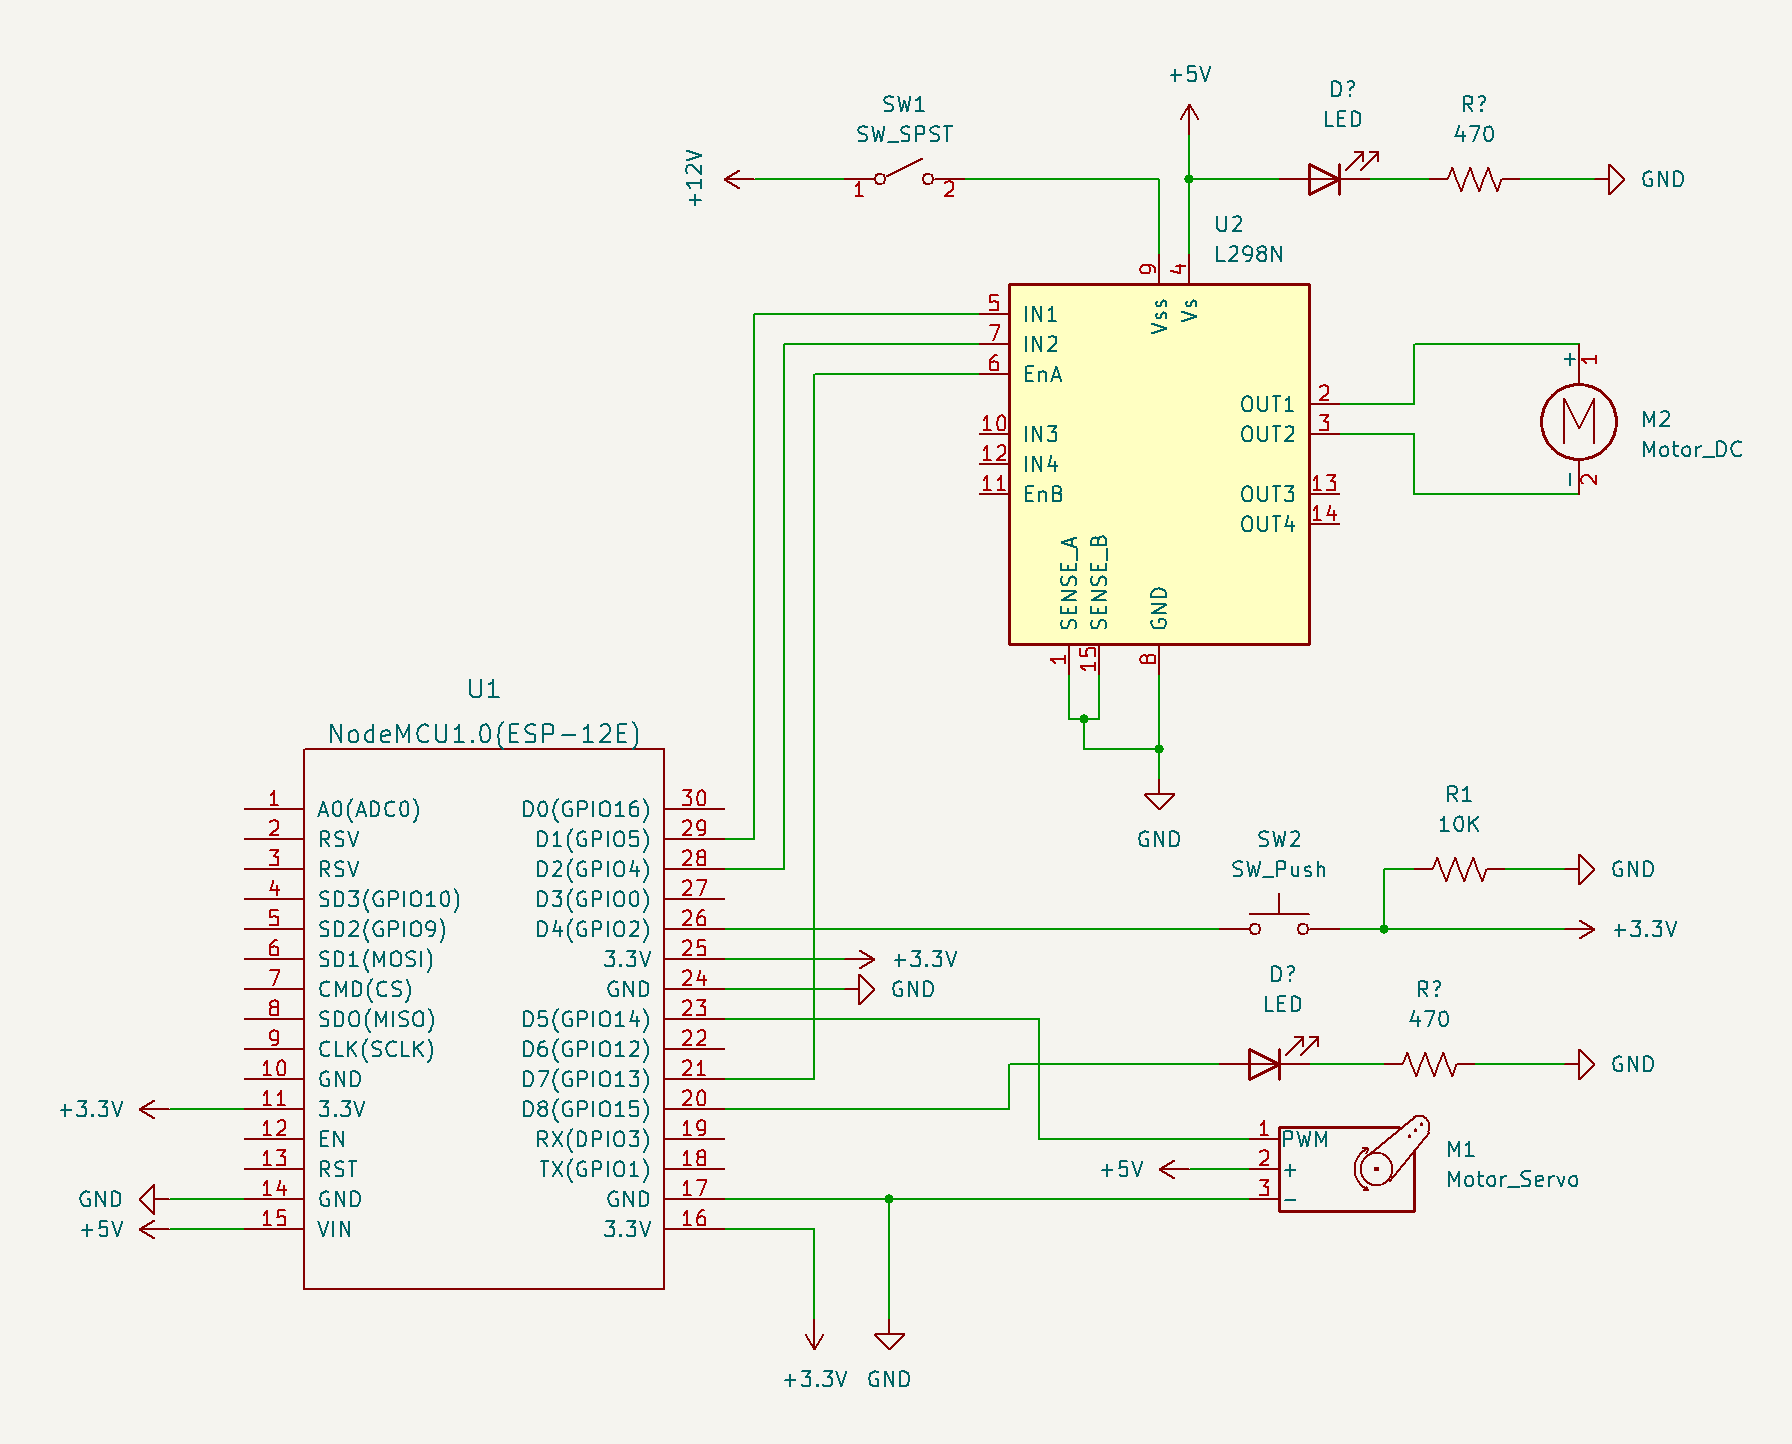 +5V
D?
LED
R?
470
SW1
SW_SPST
+12V
1
2
GND
U2
L298N
9
4
Vss
Vs
5
IN1
7
IN2
6
EnA
10
IN3
12
IN4
11
EnB
OUT1
2
OUT2
3
OUT3
13
OUT4
14
SENSE_A
SENSE_B
GND
1
15
8
GND
+
1
M
-
2
M2
Motor_DC
U1
NodeMCU1.0(ESP-12E)
1
A0(ADC0)
2
RSV
3
RSV
4
SD3(GPIO10)
5
SD2(GPIO9)
6
SD1(MOSI)
7
CMD(CS)
8
SDO(MISO)
9
CLK(SCLK)
10
GND
11
3.3V
12
EN
13
RST
14
GND
15
VIN
+3.3V
GND
+5V
D0(GPIO16)
30
D1(GPIO5)
29
D2(GPIO4)
28
D3(GPIO0)
27
D4(GPIO2)
26
3.3V
25
GND
24
D5(GPIO14)
23
D6(GPIO12)
22
D7(GPIO13)
21
D8(GPIO15)
20
RX(DPIO3)
19
TX(GPIO1)
18
GND
17
3.3V
16
+3.3V
GND
SW2
SW_Push
R1
10K
GND
+3.3V
D?
LED
R?
470
GND
1
PWM
2
+
3
-
+5V
M1
Motor_Servo
+3.3V
GND